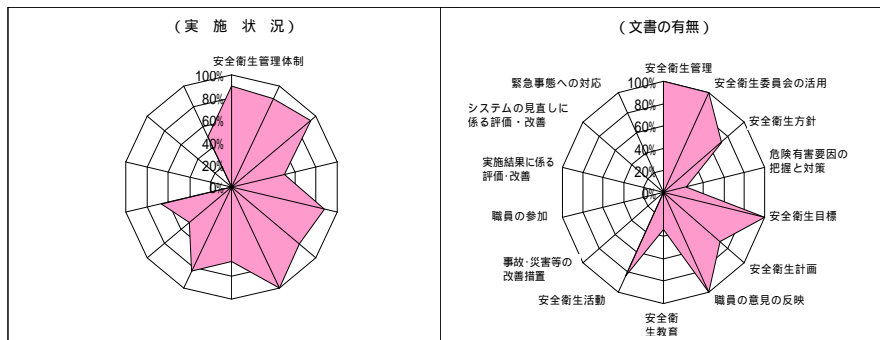 (実 施 状 況)
安全衛生管理体制
100%
80%
60%
40%
20%
0%
(文書の有無)
安全衛生管理
100%
80%
60%
40%
20%
0%
安全衛生委員会の活用
安全衛生方針
危険有害要因の
把握と対策
安全衛生目標
安全衛生計画
職員の意見の反映
安全衛
生教育
安全衛生活動
事故・災害等の
改善措置
職員の参加
実施結果に係る
評価・改善
システムの見直しに
係る評価・改善
緊急事態への対応